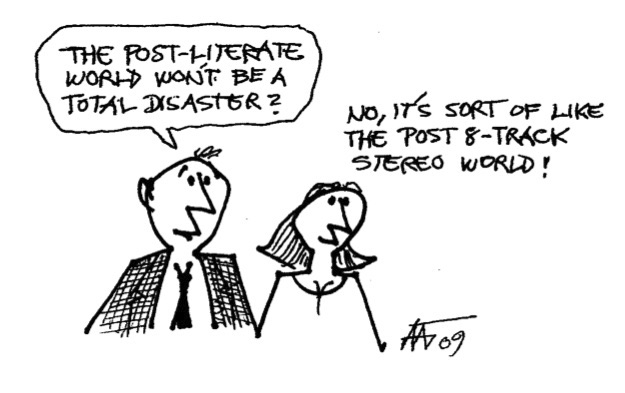 THE POST-LITERATE
WORLD WON'T BE A
TOTAL DISASTER?
NO, IT'S SORT OF LIKE
THE POST 8-TRACK
STEREO WORLD!
09